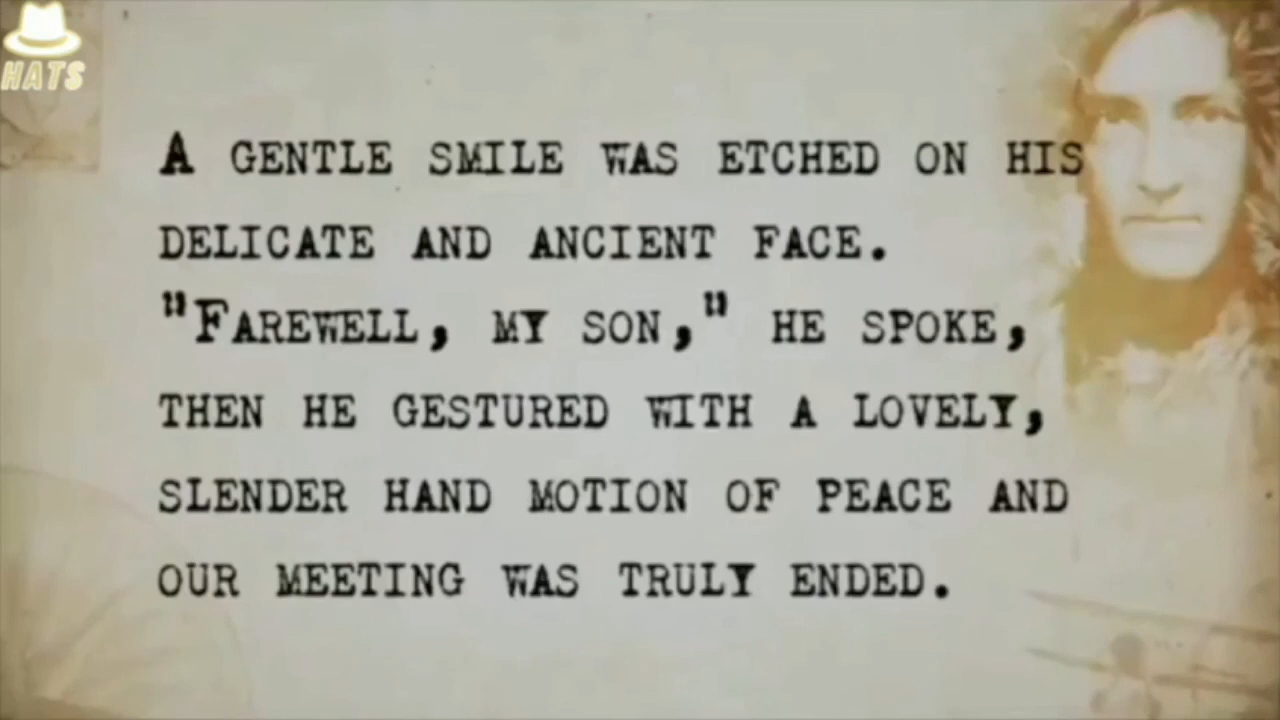 HATS
A GENTLE SMILE WAS ETCHED ON HIS
DELICATE AND ANCIENT FACE.
"FAREWELL, MY SON," HE SPOKE,
THEN HE GESTURED WITH A LOVELY,
SLENDER HAND MOTION OF PEACE AND
OUR MEETING WAS TRULY ENDED.